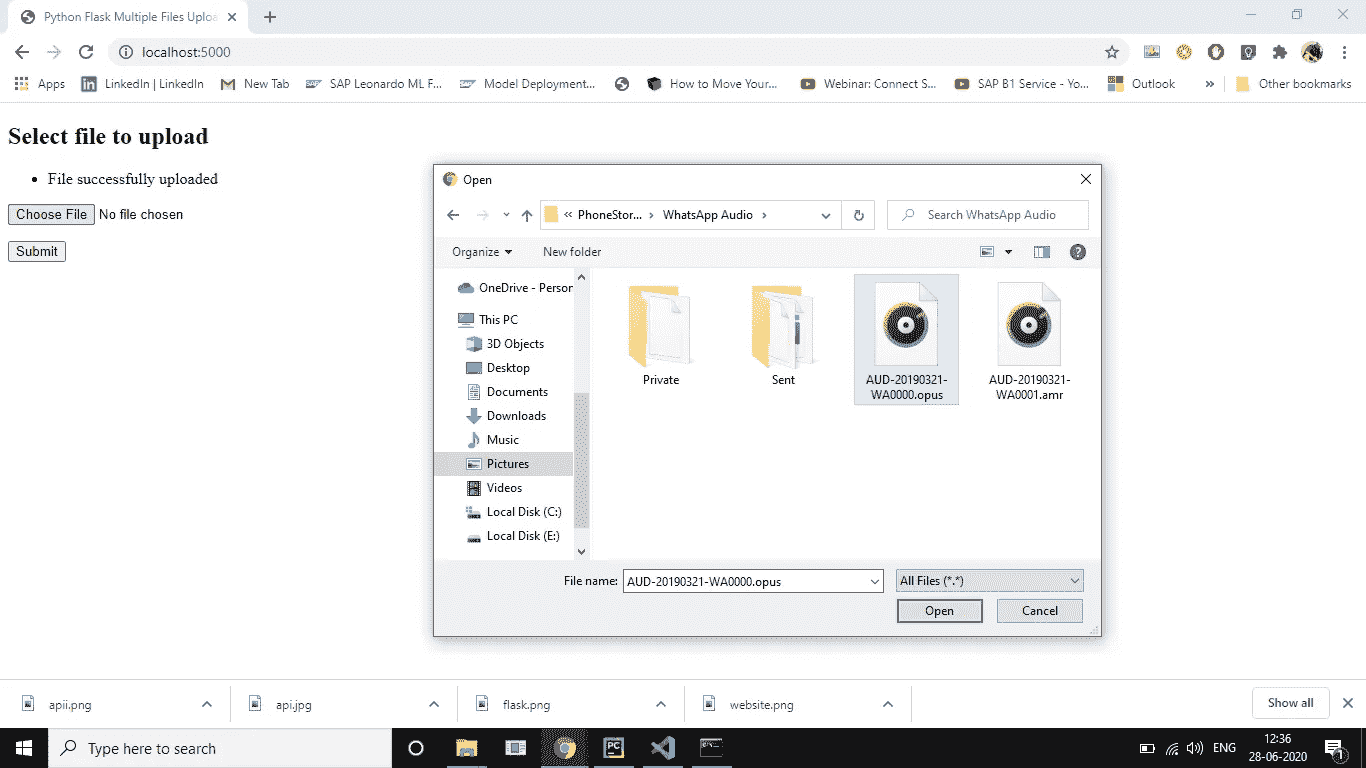 Python Flask Multiple Files Uploa
localhost:5000
Apps LinkedIn | LinkedIn New Tab SAP Leonardo ML F... Model Deployment... How to Move Your... Webinar: Connect S... SAP B1 Service - Yo... Outlook » Other bookmarks
Select file to upload
• File successfully uploaded
Choose File No file chosen
Submit
Open
« PhoneStor... › WhatsApp Audio ›
Search WhatsApp Audio
Organize New folder
OneDrive - Person
This PC
3D Objects
Desktop
Documents
Downloads
Music
Pictures
Videos
Local Disk (C:)
Local Disk (E:)
Private
Sent
AUD-20190321-
WA0000.opus
AUD-20190321-
WA0001.amr
File name: AUD-20190321-WA0000.opus
All Files (*.*)
Open Cancel
apii.png api.jpg flask.png website.png Show all
Type here to search
PC
ENG
12:36
28-06-2020
1